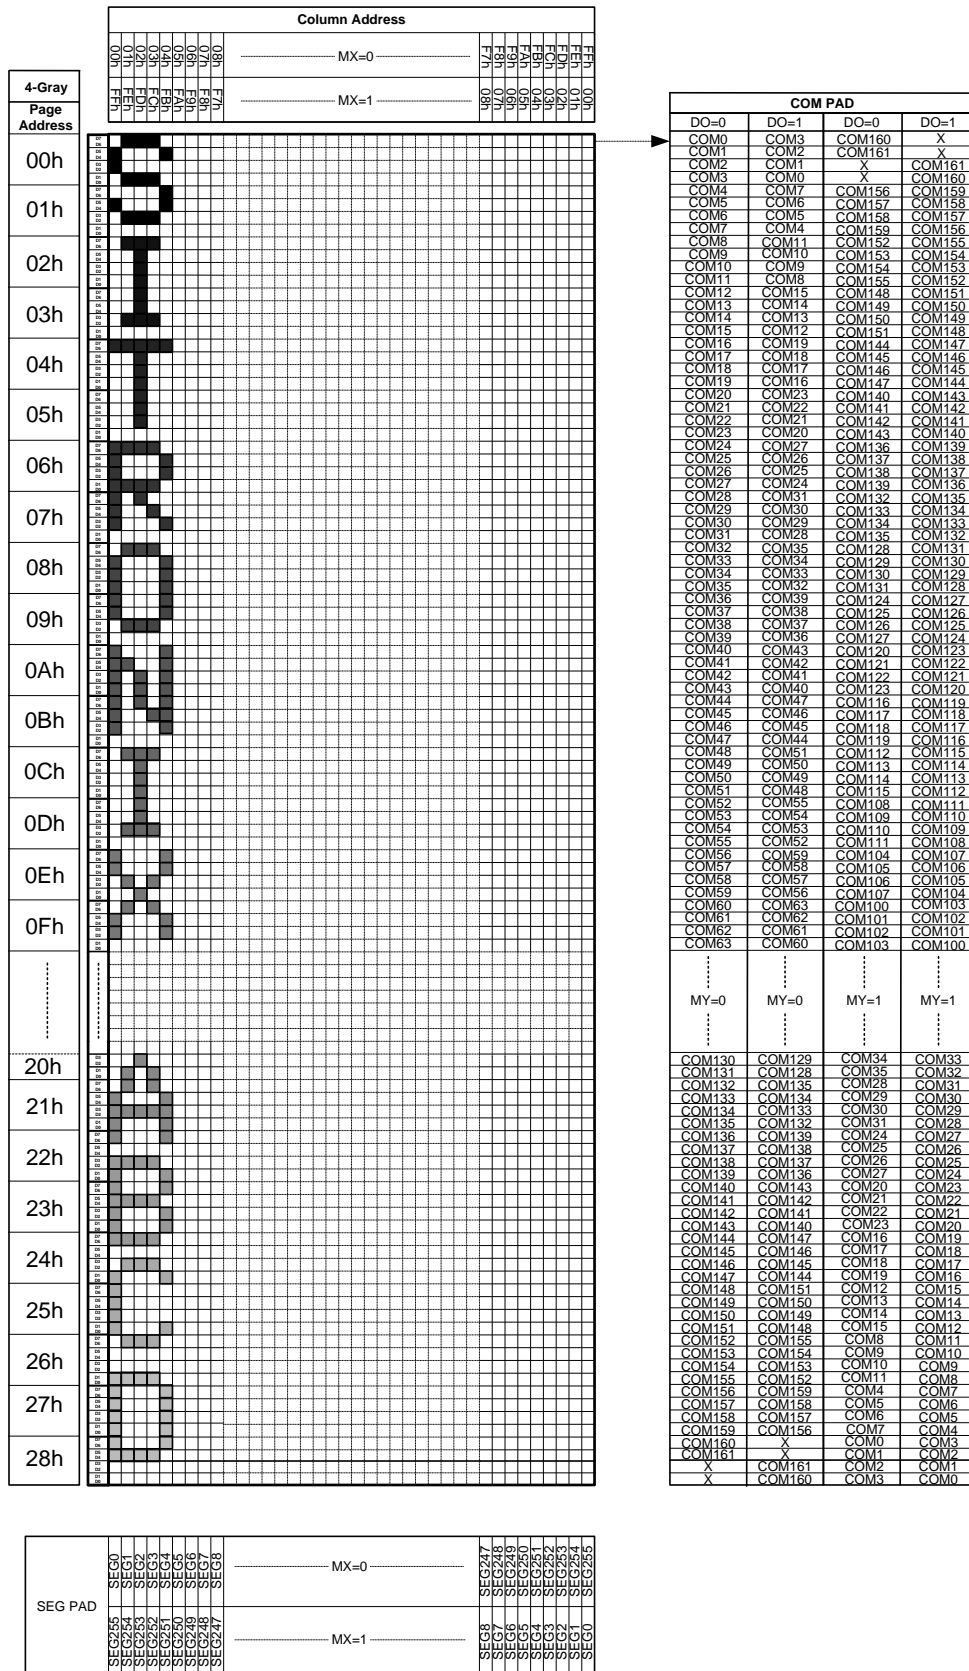 Column Address
00h 01h 02h 03h 04h 05h 06h 07h 08h MX=0 F7h F8h F9h FAh FBh FCh FDh FEh FFh
FFh FEh FDh FCh FBh FAh F9h F8h F7h MX=1 08h 07h 06h 05h 04h 03h 02h 01h 00h
4-Gray
Page
Address
00h
01h
02h
03h
04h
05h
06h
07h
08h
09h
0Ah
0Bh
0Ch
0Dh
0Eh
0Fh
20h
21h
22h
23h
24h
25h
26h
27h
28h
COM PAD
DO=0 DO=1 DO=0 DO=1
COM0 COM3 COM160 X
COM1 COM2 COM161 X
COM2 COM1 X COM161
COM3 COM0 X COM160
COM4 COM7 COM156 COM159
COM5 COM6 COM157 COM158
COM6 COM5 COM158 COM157
COM7 COM4 COM159 COM156
COM8 COM11 COM152 COM155
COM9 COM10 COM153 COM154
COM10 COM9 COM154 COM153
COM11 COM8 COM155 COM152
COM12 COM15 COM148 COM151
COM13 COM14 COM149 COM150
COM14 COM13 COM150 COM149
COM15 COM12 COM151 COM148
COM16 COM19 COM144 COM147
COM17 COM18 COM145 COM146
COM18 COM17 COM146 COM145
COM19 COM16 COM147 COM144
COM20 COM23 COM140 COM143
COM21 COM22 COM141 COM142
COM22 COM21 COM142 COM141
COM23 COM20 COM143 COM140
COM24 COM27 COM136 COM139
COM25 COM26 COM137 COM138
COM26 COM25 COM138 COM137
COM27 COM24 COM139 COM136
COM28 COM31 COM132 COM135
COM29 COM30 COM133 COM134
COM30 COM29 COM134 COM133
COM31 COM28 COM135 COM132
COM32 COM35 COM128 COM131
COM33 COM34 COM129 COM130
COM34 COM33 COM130 COM129
COM35 COM32 COM131 COM128
COM36 COM39 COM124 COM127
COM37 COM38 COM125 COM126
COM38 COM37 COM126 COM125
COM39 COM36 COM127 COM124
COM40 COM43 COM120 COM123
COM41 COM42 COM121 COM122
COM42 COM41 COM122 COM121
COM43 COM40 COM123 COM120
COM44 COM47 COM116 COM119
COM45 COM46 COM117 COM118
COM46 COM45 COM118 COM117
COM47 COM44 COM119 COM116
COM48 COM51 COM112 COM115
COM49 COM50 COM113 COM114
COM50 COM49 COM114 COM113
COM51 COM48 COM115 COM112
COM52 COM55 COM108 COM111
COM53 COM54 COM109 COM110
COM54 COM53 COM110 COM109
COM55 COM52 COM111 COM108
COM56 COM59 COM104 COM107
COM57 COM58 COM105 COM106
COM58 COM57 COM106 COM105
COM59 COM56 COM107 COM104
COM60 COM63 COM100 COM103
COM61 COM62 COM101 COM102
COM62 COM61 COM102 COM101
COM63 COM60 COM103 COM100
MY=0 MY=0 MY=1 MY=1
COM130 COM129 COM34 COM33
COM131 COM128 COM35 COM32
COM132 COM135 COM28 COM31
COM133 COM134 COM29 COM30
COM134 COM133 COM30 COM29
COM135 COM132 COM31 COM28
COM136 COM139 COM24 COM27
COM137 COM138 COM25 COM26
COM138 COM137 COM26 COM25
COM139 COM136 COM27 COM24
COM140 COM143 COM20 COM23
COM141 COM142 COM21 COM22
COM142 COM141 COM22 COM21
COM143 COM140 COM23 COM20
COM144 COM147 COM16 COM19
COM145 COM146 COM17 COM18
COM146 COM145 COM18 COM17
COM147 COM144 COM19 COM16
COM148 COM151 COM12 COM15
COM149 COM150 COM13 COM14
COM150 COM149 COM14 COM13
COM151 COM148 COM15 COM12
COM152 COM155 COM8 COM11
COM153 COM154 COM9 COM10
COM154 COM153 COM10 COM9
COM155 COM152 COM11 COM8
COM156 COM159 COM4 COM7
COM157 COM158 COM5 COM6
COM158 COM157 COM6 COM5
COM159 COM156 COM7 COM4
COM160 X COM0 COM3
COM161 X COM1 COM2
X COM161 COM2 COM1
X COM160 COM3 COM0
SEG PAD
SEG0 SEG1 SEG2 SEG3 SEG4 SEG5 SEG6 SEG7 SEG8 MX=0 SEG247 SEG248 SEG249 SEG250 SEG251 SEG252 SEG253 SEG254 SEG255
SEG255 SEG254 SEG253 SEG252 SEG251 SEG250 SEG249 SEG248 SEG247 MX=1 SEG8 SEG7 SEG6 SEG5 SEG4 SEG3 SEG2 SEG1 SEG0